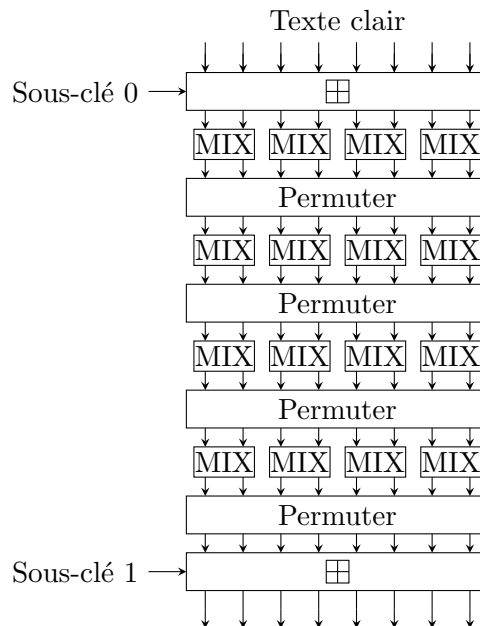 Texte clair
Sous-clé 0 ⊞
MIX MIX MIX MIX
Permuter
MIX MIX MIX MIX
Permuter
MIX MIX MIX MIX
Permuter
MIX MIX MIX MIX
Permuter
Sous-clé 1 ⊞